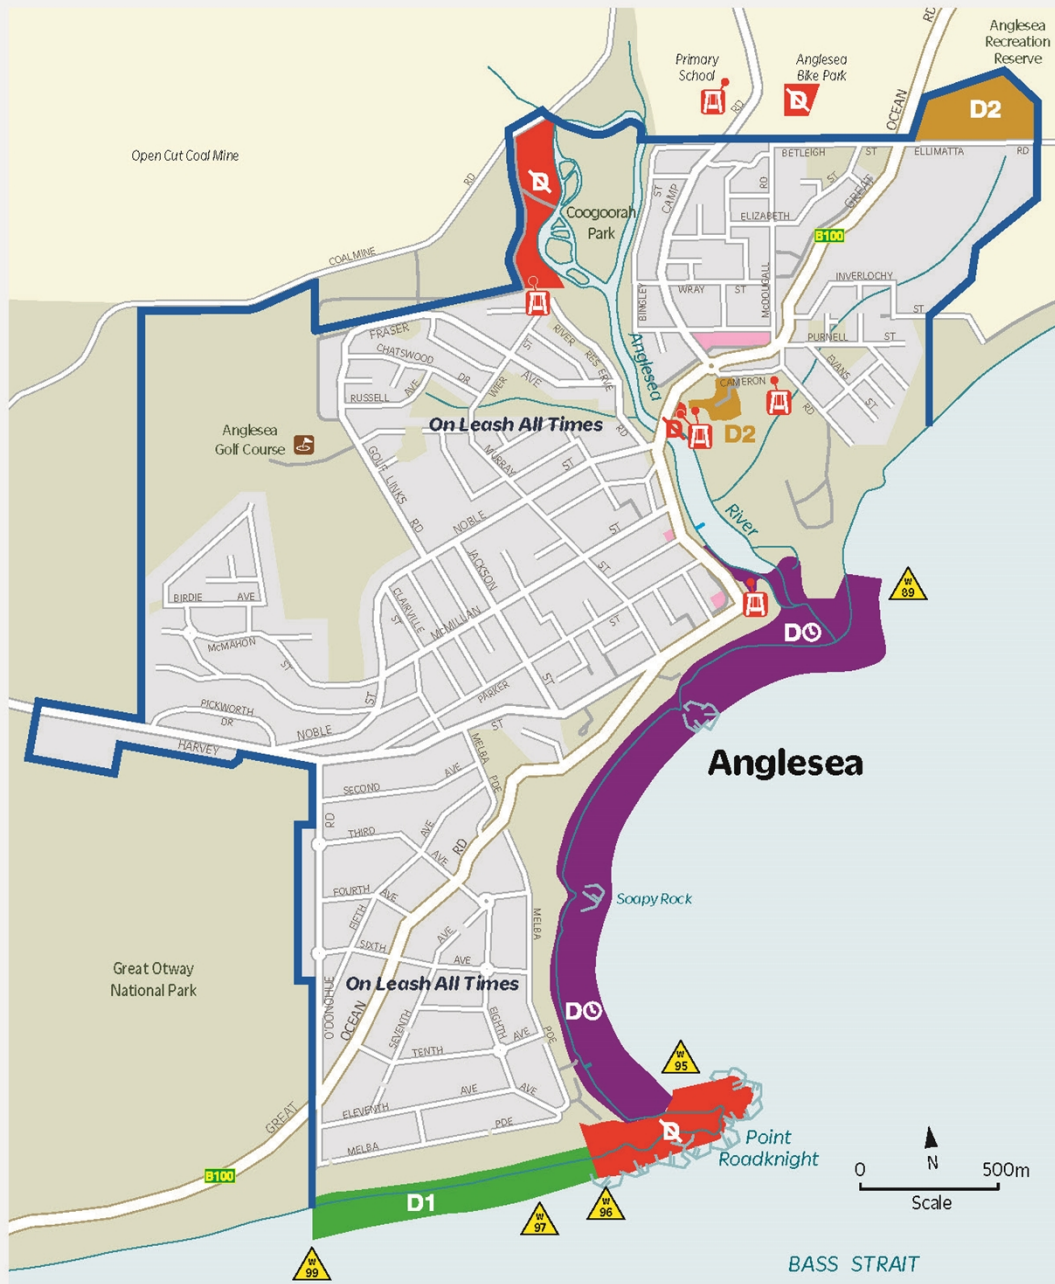 Anglesea
Recreation
Reserve
RD
Primary
School
Anglesea
Bike Park
D2
OCEAN
RD
Open Cut Coal Mine
RD
BETLEIGH ST
ELLIMATTA RD
D
ST
CAMP
RD
ST
GREAT
Coogoorah
Park
ELIZABETH
B100
COALMINE
WRAY ST
McDOUGALL
BINGLEY
INVERLOCHY
ST
FRASER
RIVER RESERVE
RD
PURNELL ST
CHATSWOOD
DR
ST
WIER
AVE
Anglesea
EVANS
ST
RUSSELL AVE
CAMERON
RD
On Leash All Times
D
D2
Anglesea
Golf Course
GOLF LINKS
RD
MURRAY
ST
NOBLE
ST
River
JACKSON
ST
BIRDIE AVE
CLAIRVILLE
ST
McMILLAN
ST
W
89
McMAHON
ST
D
PICKWORTH
DR
ST
PARKER
ST
ST
HARVEY
NOBLE
MELBA
PDE
Anglesea
SECOND AVE
RD
THIRD
AVE
AVE
RD
FOURTH AVE
FIFTH
MELBA
Soapy Rock
SIXTH
AVE
AVE
Great Otway
National Park
On Leash All Times
O'DONOHUE
OCEAN
SEVENTH
EIGHTH
AVE
PDE
D
TENTH
W
95
AVE
AVE
ELEVENTH
GREAT
PDE
MELBA
D
Point
Roadknight
N
0 500m
Scale
B100
D1
W
96
W
97
W
99
BASS STRAIT